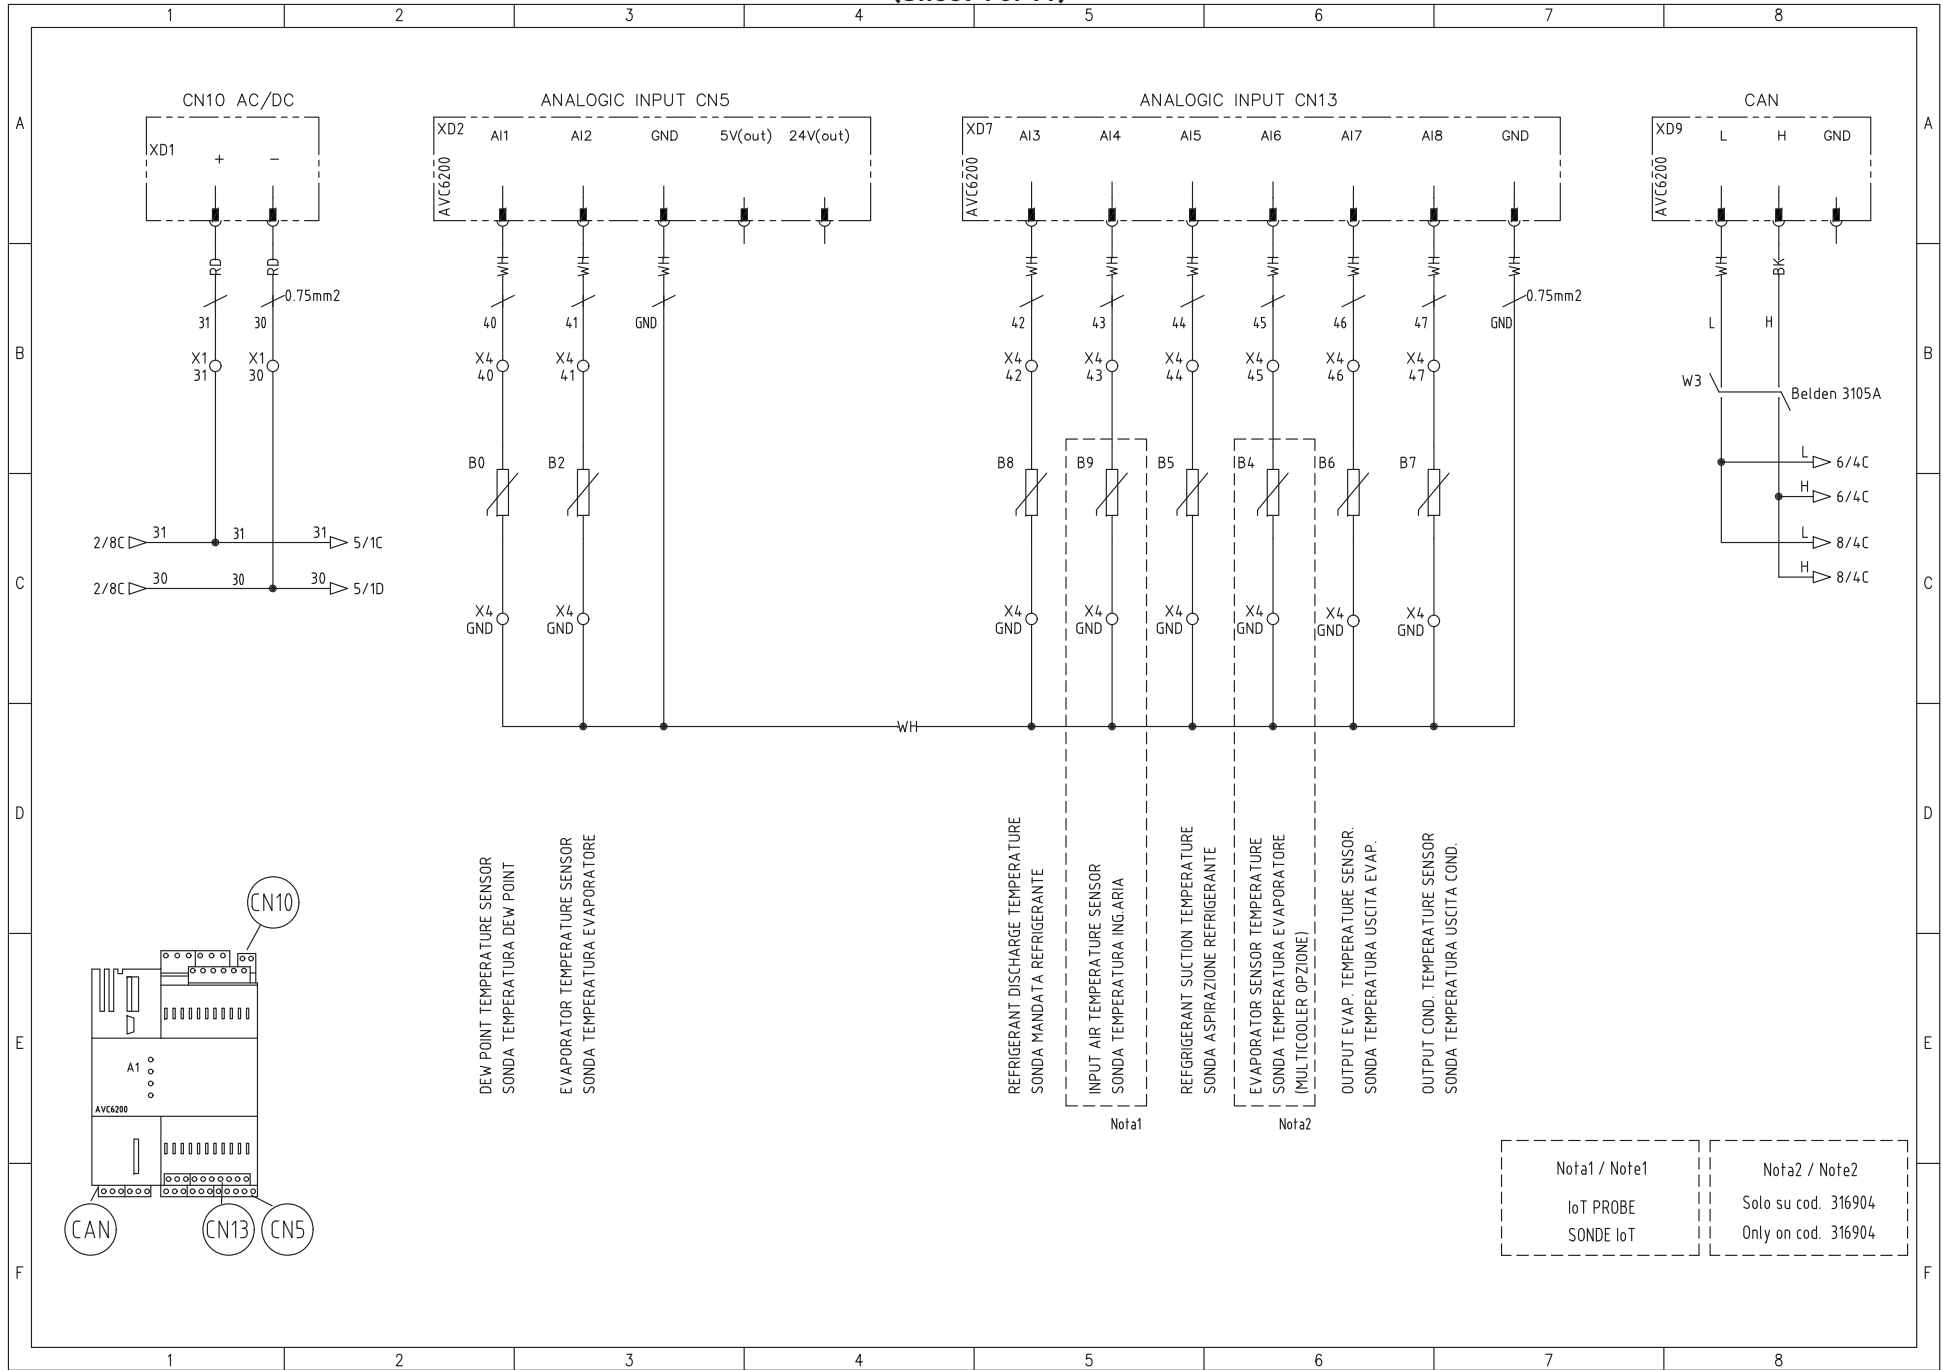 1 2 3 4 5 6 7 8
A
CN10 AC/DC
XD1
+ −
RD RD
0.75mm2
31 30
X1 31
X1 30
2/8C 31 31 31 5/1C
2/8C 30 30 30 5/1D
ANALOGIC INPUT CN5
XD2 AI1 AI2 GND 5V(out) 24V(out)
AVC6200
WH WH WH
40 41 GND
X4 40
X4 41
B0 B2
X4 GND
X4 GND
WH
ANALOGIC INPUT CN13
XD7 AI3 AI4 AI5 AI6 AI7 AI8 GND
AVC6200
WH WH WH WH WH WH WH
0.75mm2
42 43 44 45 46 47 GND
X4 42
X4 43
X4 44
X4 45
X4 46
X4 47
B8 B9 B5 B4 B6 B7
X4 GND
X4 GND
X4 GND
X4 GND
X4 GND
X4 GND
CAN
XD9 L H GND
AVC6200
WH BK
L H
W3
Belden 3105A
L 6/4C
H 6/4C
L 8/4C
H 8/4C
DEW POINT TEMPERATURE SENSOR
SONDA TEMPERATURA DEW POINT
EVAPORATOR TEMPERATURE SENSOR
SONDA TEMPERATURA EVAPORATORE
REFRIGERANT DISCHARGE TEMPERATURE
SONDA MANDATA REFRIGERANTE
INPUT AIR TEMPERATURE SENSOR
SONDA TEMPERATURA ING.ARIA
Nota1
REFGRIGERANT SUCTION TEMPERATURE
SONDA ASPIRAZIONE REFRIGERANTE
EVAPORATOR SENSOR TEMPERATURE
SONDA TEMPERATURA EVAPORATORE
(MULTICOOLER OPZIONE)
Nota2
OUTPUT EVAP. TEMPERATURE SENSOR.
SONDA TEMPERATURA USCITA EVAP.
OUTPUT COND. TEMPERATURE SENSOR
SONDA TEMPERATURA USCITA COND.
CN10
A1
AVC6200
CAN
CN13
CN5
Nota1 / Note1
IoT PROBE
SONDE IoT
Nota2 / Note2
Solo su cod. 316904
Only on cod. 316904
A
B
B
C
C
D
D
E
E
F
F
1 2 3 4 5 6 7 8